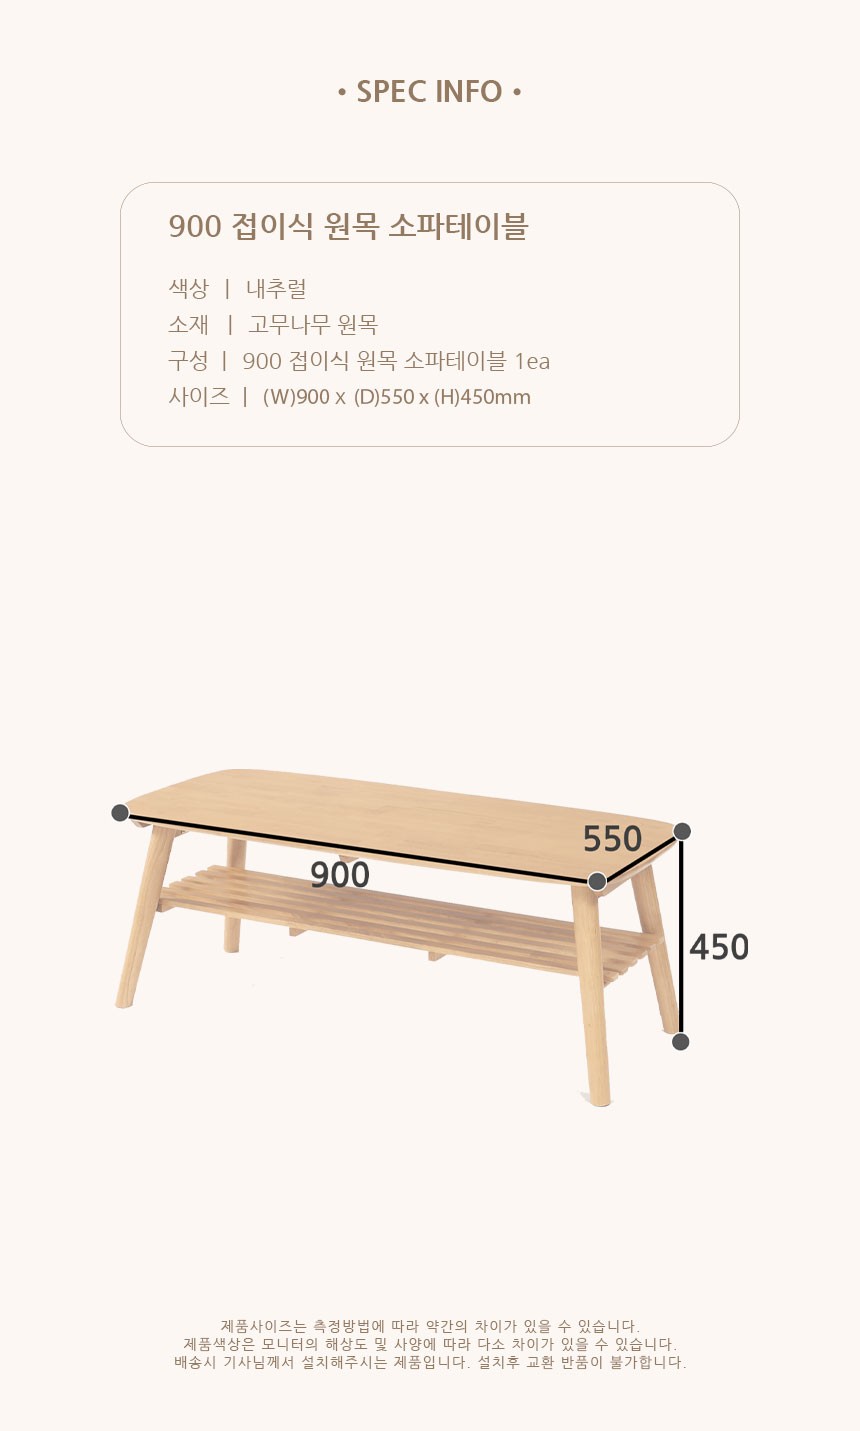 • SPEC INFO •
900 접이식 원목 소파테이블
색상 | 내추럴
소재 | 고무나무 원목
구성 | 900 접이식 원목 소파테이블 1ea
사이즈 | (W)900 x (D)550 x (H)450mm
550
900
450
제품사이즈는 측정방법에 따라 약간의 차이가 있을 수 있습니다.
제품색상은 모니터의 해상도 및 사양에 따라 다소 차이가 있을 수 있습니다.
배송시 기사님께서 설치해주시는 제품입니다. 설치후 교환 반품이 불가합니다.